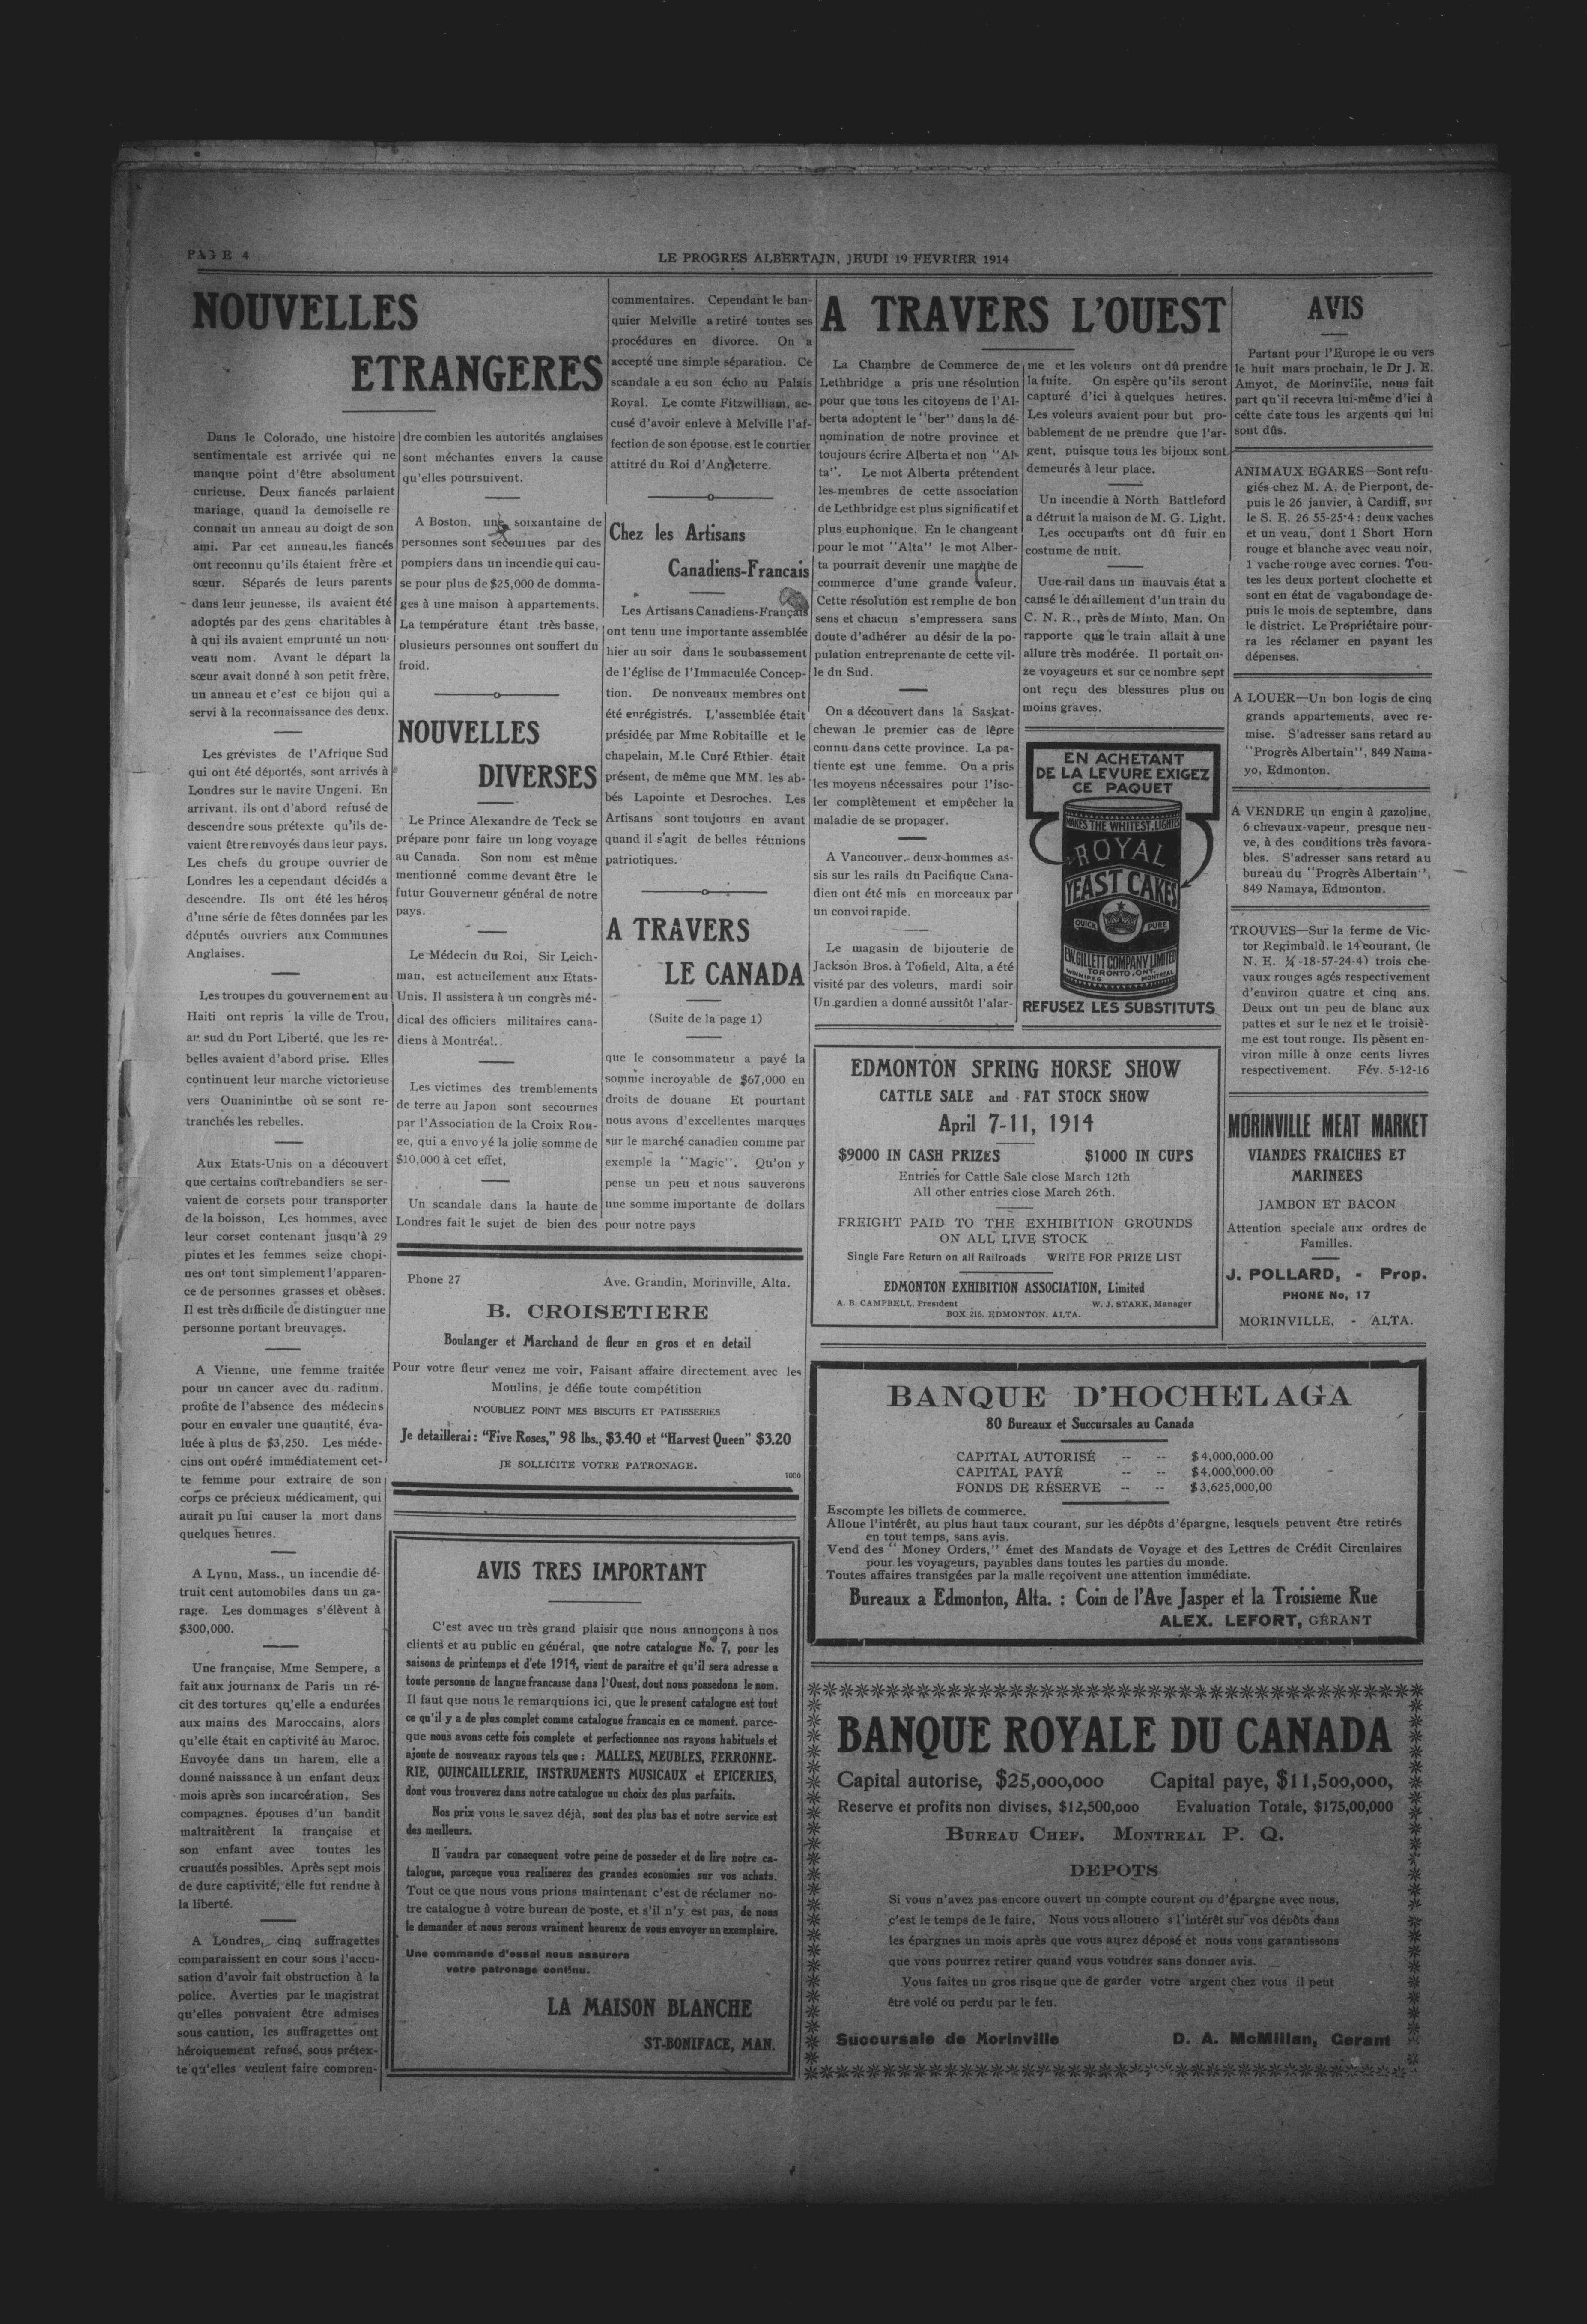 PAGE 4
LE PROGRES ALBERTAIN, JEUDI 19 FEVRIER 1914
NOUVELLES
ETRANGERES
Dans le Colorado, une histoire
sentimentale est arrivée qui ne
manque point d'être absolument
curieuse. Deux fiancés parlaient
mariage, quand la demoiselle re
connait un anneau au doigt de son
ami. Par cet anneau,les fiancés
ont reconnu qu'ils étaient frère et
sœur. Séparés de leurs parents
dans leur jeunesse, ils avaient été
adoptés par des gens charitables à
à qui ils avaient emprunté un nou-
veau nom. Avant le départ la
sœur avait donné à son petit frère,
un anneau et c'est ce bijou qui a
servi à la reconnaissance des deux.
Les grévistes de l'Afrique Sud
qui ont été déportés, sont arrivés à
Londres sur le navire Ungeni. En
arrivant, ils ont d'abord refusé de
descendre sous prétexte qu'ils de-
vaient être renvoyés dans leur pays.
Les chefs du groupe ouvrier de
Londres les a cependant décidés a
descendre. Ils ont été les héros
d'une série de fêtes données par les
députés ouvriers aux Communes
Anglaises.
Les troupes du gouvernement au
Haiti ont repris la ville de Trou,
au sud du Port Liberté, que les re-
belles avaient d'abord prise. Elles
continuent leur marche victorieuse
vers Ouanininthe où se sont re-
tranchés les rebelles.
Aux Etats-Unis on a découvert
que certains contrebandiers se ser-
vaient de corsets pour transporter
de la boisson, Les hommes, avec
leur corset contenant jusqu'à 29
pintes et les femmes seize chopi-
nes ont tont simplement l'apparen-
ce de personnes grasses et obèses.
Il est très difficile de distinguer une
personne portant breuvages.
A Vienne, une femme traitée
pour un cancer avec du radium,
profite de l'absence des médecins
pour en envaler une quantité, éva-
luée à plus de $3,250. Les méde-
cins ont opéré immédiatement cet-
te femme pour extraire de son
corps ce précieux médicament, qui
aurait pu lui causer la mort dans
quelques heures.
A Lynn, Mass., un incendie dé-
truit cent automobiles dans un ga-
rage. Les dommages s'élèvent à
$300,000.
Une française, Mme Sempere, a
fait aux journanx de Paris un ré-
cit des tortures qu'elle a endurées
aux mains des Maroccains, alors
qu'elle était en captivité au Maroc.
Envoyée dans un harem, elle a
donné naissance à un enfant deux
mois après son incarcération, Ses
compagnes, épouses d'un bandit
maltraitèrent la française et
son enfant avec toutes les
cruautés possibles. Après sept mois
de dure captivité, elle fut rendue à
la liberté.
A Londres, cinq suffragettes
comparaissent en cour sous l'accu-
sation d'avoir fait obstruction à la
police. Averties par le magistrat
qu'elles pouvaient être admises
sous caution, les suffragettes ont
héroiquement refusé, sous prétex-
te qu'elles veulent faire compren-
dre combien les autorités anglaises
sont méchantes envers la cause
qu'elles poursuivent.
A Boston, une soixantaine de
personnes sont secourues par des
pompiers dans un incendie qui cau-
se pour plus de $25,000 de domma-
ges à une maison à appartements.
La température étant très basse,
plusieurs personnes ont souffert du
froid.
NOUVELLES
DIVERSES
Le Prince Alexandre de Teck se
prépare pour faire un long voyage
au Canada. Son nom est même
mentionné comme devant être le
futur Gouverneur général de notre
pays.
Le Médecin du Roi, Sir Leich-
man, est actuellement aux Etats-
Unis. Il assistera à un congrès mé-
dical des officiers militaires cana-
diens à Montréal..
Les victimes des tremblements
de terre au Japon sont secourues
par l'Association de la Croix Rou-
ge, qui a envoyé la jolie somme de
$10,000 à cet effet,
Un scandale dans la haute de
Londres fait le sujet de bien des
commentaires. Cependant le ban-
quier Melville a retiré toutes ses
procédures en divorce. On a
accepté une simple séparation. Ce
scandale a eu son écho au Palais
Royal. Le comte Fitzwilliam, ac-
cusé d'avoir enleve à Melville l'af-
fection de son épouse, est le courtier
attitré du Roi d'Angleterre.
Chez les Artisans
Canadiens-Francais
Les Artisans Canadiens-Français
ont tenu une importante assemblée
hier au soir dans le soubassement
de l'église de l'Immaculée Concep-
tion. De nonveaux membres ont
été enrégistrés. L'assemblée était
présidée par Mme Robitaille et le
chapelain, M.le Curé Ethier était
présent, de même que MM. les ab-
bés Lapointe et Desroches. Les
Artisans sont toujours en avant
quand il s'agit de belles réunions
patriotiques.
A TRAVERS
LE CANADA
(Suite de la page 1)
que le consommateur a payé la
somme incroyable de $67,000 en
droits de douane Et pourtant
nous avons d'excellentes marques
sur le marché canadien comme par
exemple la "Magic". Qu'on y
pense un peu et nous sauverons
une somme importante de dollars
pour notre pays
Phone 27 Ave. Grandin, Morinville, Alta.
B. CROISETIERE
Boulanger et Marchand de fleur en gros et en detail
Pour votre fleur venez me voir, Faisant affaire directement avec les
Moulins, je défie toute compétition
N'OUBLIEZ POINT MES BISCUITS ET PATISSERIES
Je detaillerai : "Five Roses," 98 lbs., $3.40 et "Harvest Queen" $3.20
JE SOLLICITE VOTRE PATRONAGE.
1000
AVIS TRES IMPORTANT
C'est avec un très grand plaisir que nous annonçons à nos
clients et au public en général, que notre catalogue No. 7, pour les
saisons de printemps et d'ete 1914, vient de paraitre et qu'il sera adresse a
toute personne de langue francaise dans l'Ouest, dout nous possedons le nom.
Il faut que nous le remarquions ici, que le present catalogue est tout
ce qu'il y a de plus complet comme catalogue francais en ce moment. parce-
que nous avons cette fois complete et perfectionnee nos rayons habituels et
ajoute de nouveaux rayons tels que : MALLES, MEUBLES, FERRONNE-
RIE, QUINCAILLERIE, INSTRUMENTS MUSICAUX et EPICERIES,
dont vous trouverez dans notre catalogue un choix des plus parfaits.
Nos prix vous le savez déjà, sont des plus bas et notre service est
des meilleurs.
Il vaudra par consequent votre peine de posseder et de lire notre ca-
talogue, parceque vous realiserez des grandes economies sur vos achats.
Tout ce que nous vous prions maintenant c'est de réclamer no-
tre catalogue à votre bureau de poste, et s'il n'y est pas, de nous
le demander et nous serons vraiment heureux de vous envoyer un exemplaire.
Une commande d'essai nous assurera
votre patronage continu.
LA MAISON BLANCHE
ST-BONIFACE, MAN.
A TRAVERS L'OUEST
La Chambre de Commerce de
Lethbridge a pris une résolution
pour que tous les citoyens de l'Al-
berta adoptent le "ber" dans la dé-
nomination de notre province et
toujours écrire Alberta et non "Al-
ta". Le mot Alberta prétendent
les membres de cette association
de Lethbridge est plus significatif et
plus euphonique. En le changeant
pour le mot "Alta" le mot Alber-
ta pourrait devenir une marque de
commerce d'une grande valeur.
Cette résolution est remplie de bon
sens et chacun s'empressera sans
doute d'adhérer au désir de la po-
pulation entreprenante de cette vil-
le du Sud.
On a découvert dans la Saskat-
chewan le premier cas de lèpre
connu dans cette province. La pa-
tiente est une femme. On a pris
les moyens nécessaires pour l'iso-
ler complètement et empêcher la
maladie de se propager.
A Vancouver, deux hommes as-
sis sur les rails du Pacifique Cana-
dien ont été mis en morceaux par
un convoi rapide.
Le magasin de bijouterie de
Jackson Bros. à Tofield, Alta, a été
visité par des voleurs, mardi soir
Un gardien a donné aussitôt l'alar-
me et les voleurs ont dû prendre
la fuite. On espère qu'ils seront
capturé d'ici à quelques heures.
Les voleurs avaient pour but pro-
bablement de ne prendre que l'ar-
gent, puisque tous les bijoux sont
demeurés à leur place.
Un incendie à North Battleford
a détruit la maison de M. G. Light.
Les occupants ont dû fuir en
costume de nuit.
Uue rail dans un mauvais état a
cansé le déraillement d'un train du
C. N. R., près de Minto, Man. On
rapporte que le train allait à une
allure très modérée. Il portait on-
ze voyageurs et sur ce nombre sept
ont reçu des blessures plus ou
moins graves.
EN ACHETANT
DE LA LEVURE EXIGEZ
CE PAQUET
MAKES THE WHITEST, LIGHTEST
ROYAL
YEAST CAKES
QUICK PURE
E.W. GILLETT COMPANY LIMITED
TORONTO, ONT.
WINNIPEG MONTREAL
REFUSEZ LES SUBSTITUTS
EDMONTON SPRING HORSE SHOW
CATTLE SALE and FAT STOCK SHOW
April 7-11, 1914
$9000 IN CASH PRIZES $1000 IN CUPS
Entries for Cattle Sale close March 12th
All other entries close March 26th.
FREIGHT PAID TO THE EXHIBITION GROUNDS
ON ALL LIVE STOCK
Single Fare Return on all Railroads WRITE FOR PRIZE LIST
EDMONTON EXHIBITION ASSOCIATION, Limited
A. B. CAMPBELL, President W. J. STARK, Manager
BOX 216, EDMONTON, ALTA.
AVIS
Partant pour l'Europe le ou vers
le huit mars prochain, le Dr J. E.
Amyot, de Morinville, nous fait
part qu'il recevra lui-même d'ici à
cétte date tous les argents qui lui
sont dûs.
ANIMAUX EGARES—Sont refu-
giés chez M. A. de Pierpont, de-
puis le 26 janvier, à Cardiff, sur
le S. E. 26 55-25-4 ; deux vaches
et un veau, dont 1 Short Horn
rouge et blanche avec veau noir,
1 vache rouge avec cornes. Tou-
tes les deux portent clochette et
sont en état de vagabondage de-
puis le mois de septembre, dans
le district. Le Propriétaire pour-
ra les réclamer en payant les
dépenses.
A LOUER—Un bon logis de cinq
grands appartements, avec re-
mise. S'adresser sans retard au
"Progrès Albertain", 849 Nama-
yo, Edmonton.
A VENDRE un engin à gazoline,
6 chevaux-vapeur, presque neu-
ve, à des conditions très favora-
bles. S'adresser sans retard au
bureau du "Progrès Albertain",
849 Namaya, Edmonton.
TROUVES—Sur la ferme de Vic-
tor Regimbald, le 14 courant, (le
N. E. ¼-18-57-24-4) trois che-
vaux rouges agés respectivement
d'environ quatre et cinq ans.
Deux ont un peu de blanc aux
pattes et sur le nez et le troisiè-
me est tout rouge. Ils pèsent en-
viron mille à onze cents livres
respectivement. Fév. 5-12-16
MORINVILLE MEAT MARKET
VIANDES FRAICHES ET
MARINEES
JAMBON ET BACON
Attention speciale aux ordres de
Familles.
J. POLLARD, - Prop.
PHONE No, 17
MORINVILLE, - ALTA.
BANQUE D'HOCHELAGA
80 Bureaux et Succursales au Canada
CAPITAL AUTORISÉ -- -- $4,000,000.00
CAPITAL PAYÉ -- -- $4,000,000.00
FONDS DE RÉSERVE -- -- $3,625,000,00
Escompte les billets de commerce.
Alloue l'intérêt, au plus haut taux courant, sur les dépôts d'épargne, lesquels peuvent être retirés
en tout temps, sans avis.
Vend des " Money Orders," émet des Mandats de Voyage et des Lettres de Crédit Circulaires
pour les voyageurs, payables dans toutes les parties du monde.
Toutes affaires transigées par la malle reçoivent une attention immédiate.
Bureaux a Edmonton, Alta. : Coin de l'Ave Jasper et la Troisieme Rue
ALEX. LEFORT, GÉRANT
BANQUE ROYALE DU CANADA
Capital autorise, $25,000,000 Capital paye, $11,500,000,
Reserve et profits non divises, $12,500,000 Evaluation Totale, $175,00,000
BUREAU CHEF, MONTREAL P. Q.
DEPOTS
Si vous n'avez pas encore ouvert un compte courant ou d'épargne avec nous,
c'est le temps de le faire. Nous vous allouero s l'intérêt sur vos dépôts dans
les épargnes un mois après que vous aurez déposé et nous vous garantissons
que vous pourrez retirer quand vous voudrez sans donner avis.
Vous faites un gros risque que de garder votre argent chez vous il peut
être volé ou perdu par le feu.
Succursale de Morinville D. A. McMillan, Gerant